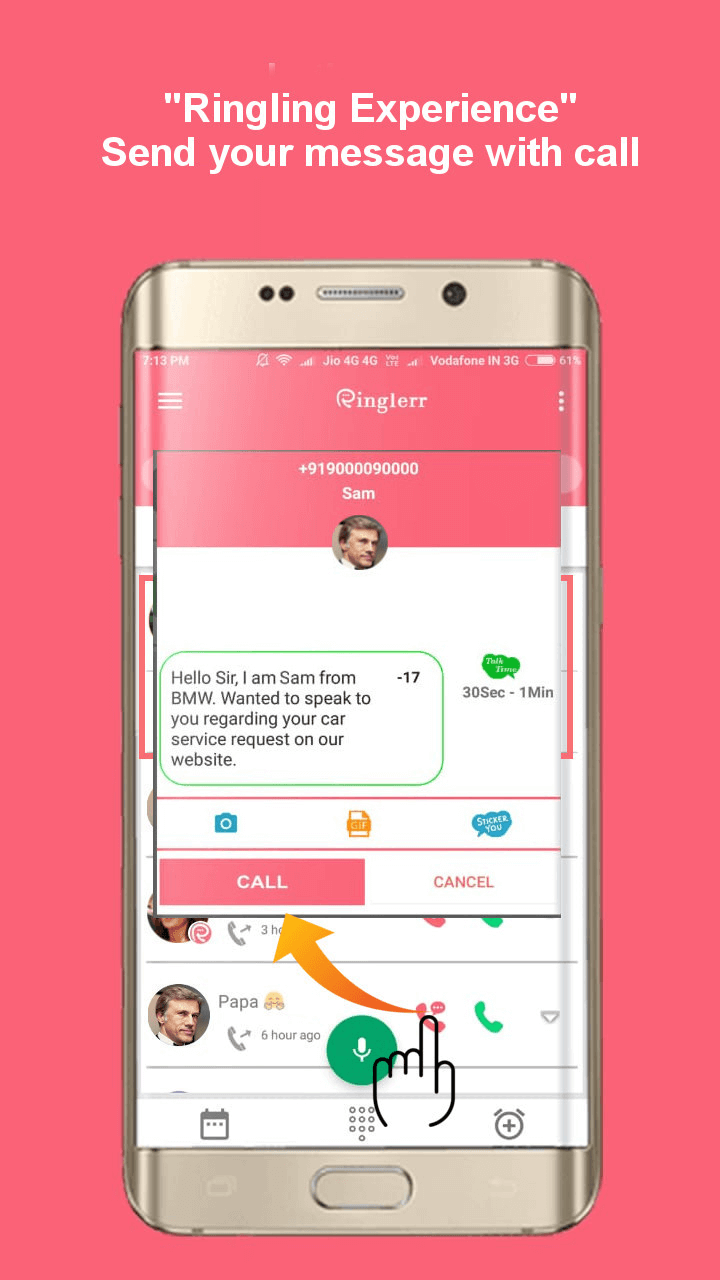 "Ringling Experience"
Send your message with call
7:13 PM Jio 4G 4G VoD LTE Vodafone IN 3G 61%
Ringlerr
+919000090000
Sam
Hello Sir, I am Sam from -17
BMW. Wanted to speak to
you regarding your car
service request on our
website.
Talk
Time
30Sec - 1Min
GIF
STICKER
YOU
CALL CANCEL
3 ho
Papa
6 hour ago